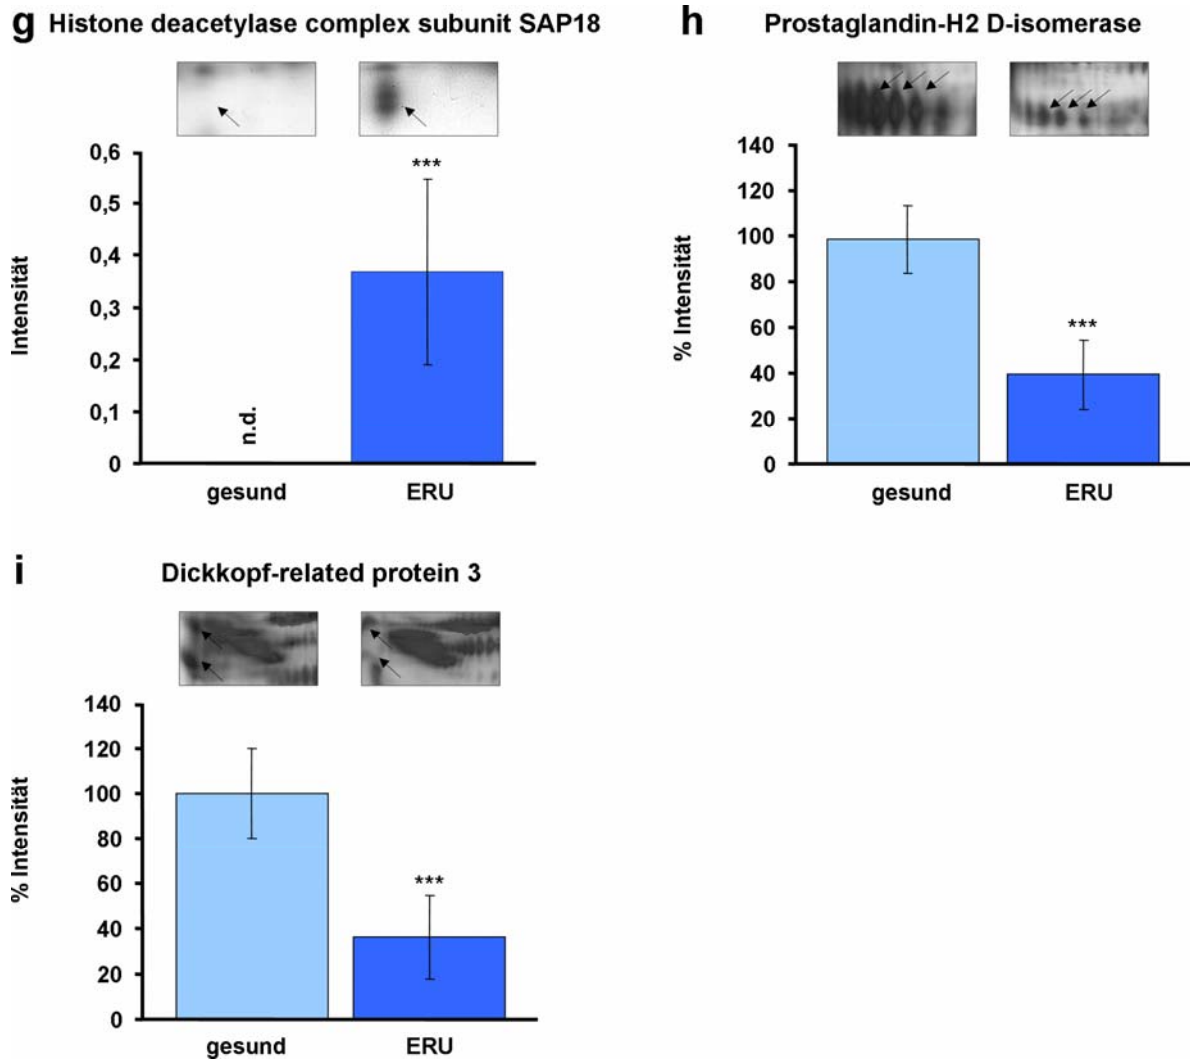 g Histone deacetylase complex subunit SAP18
0,6
0,5
0,4
0,3
0,2
0,1
0
Intensität
n.d.
***
gesund ERU
h Prostaglandin-H2 D-isomerase
140
120
100
80
60
40
20
0
% Intensität
***
gesund ERU
i Dickkopf-related protein 3
140
120
100
80
60
40
20
0
% Intensität
***
gesund ERU